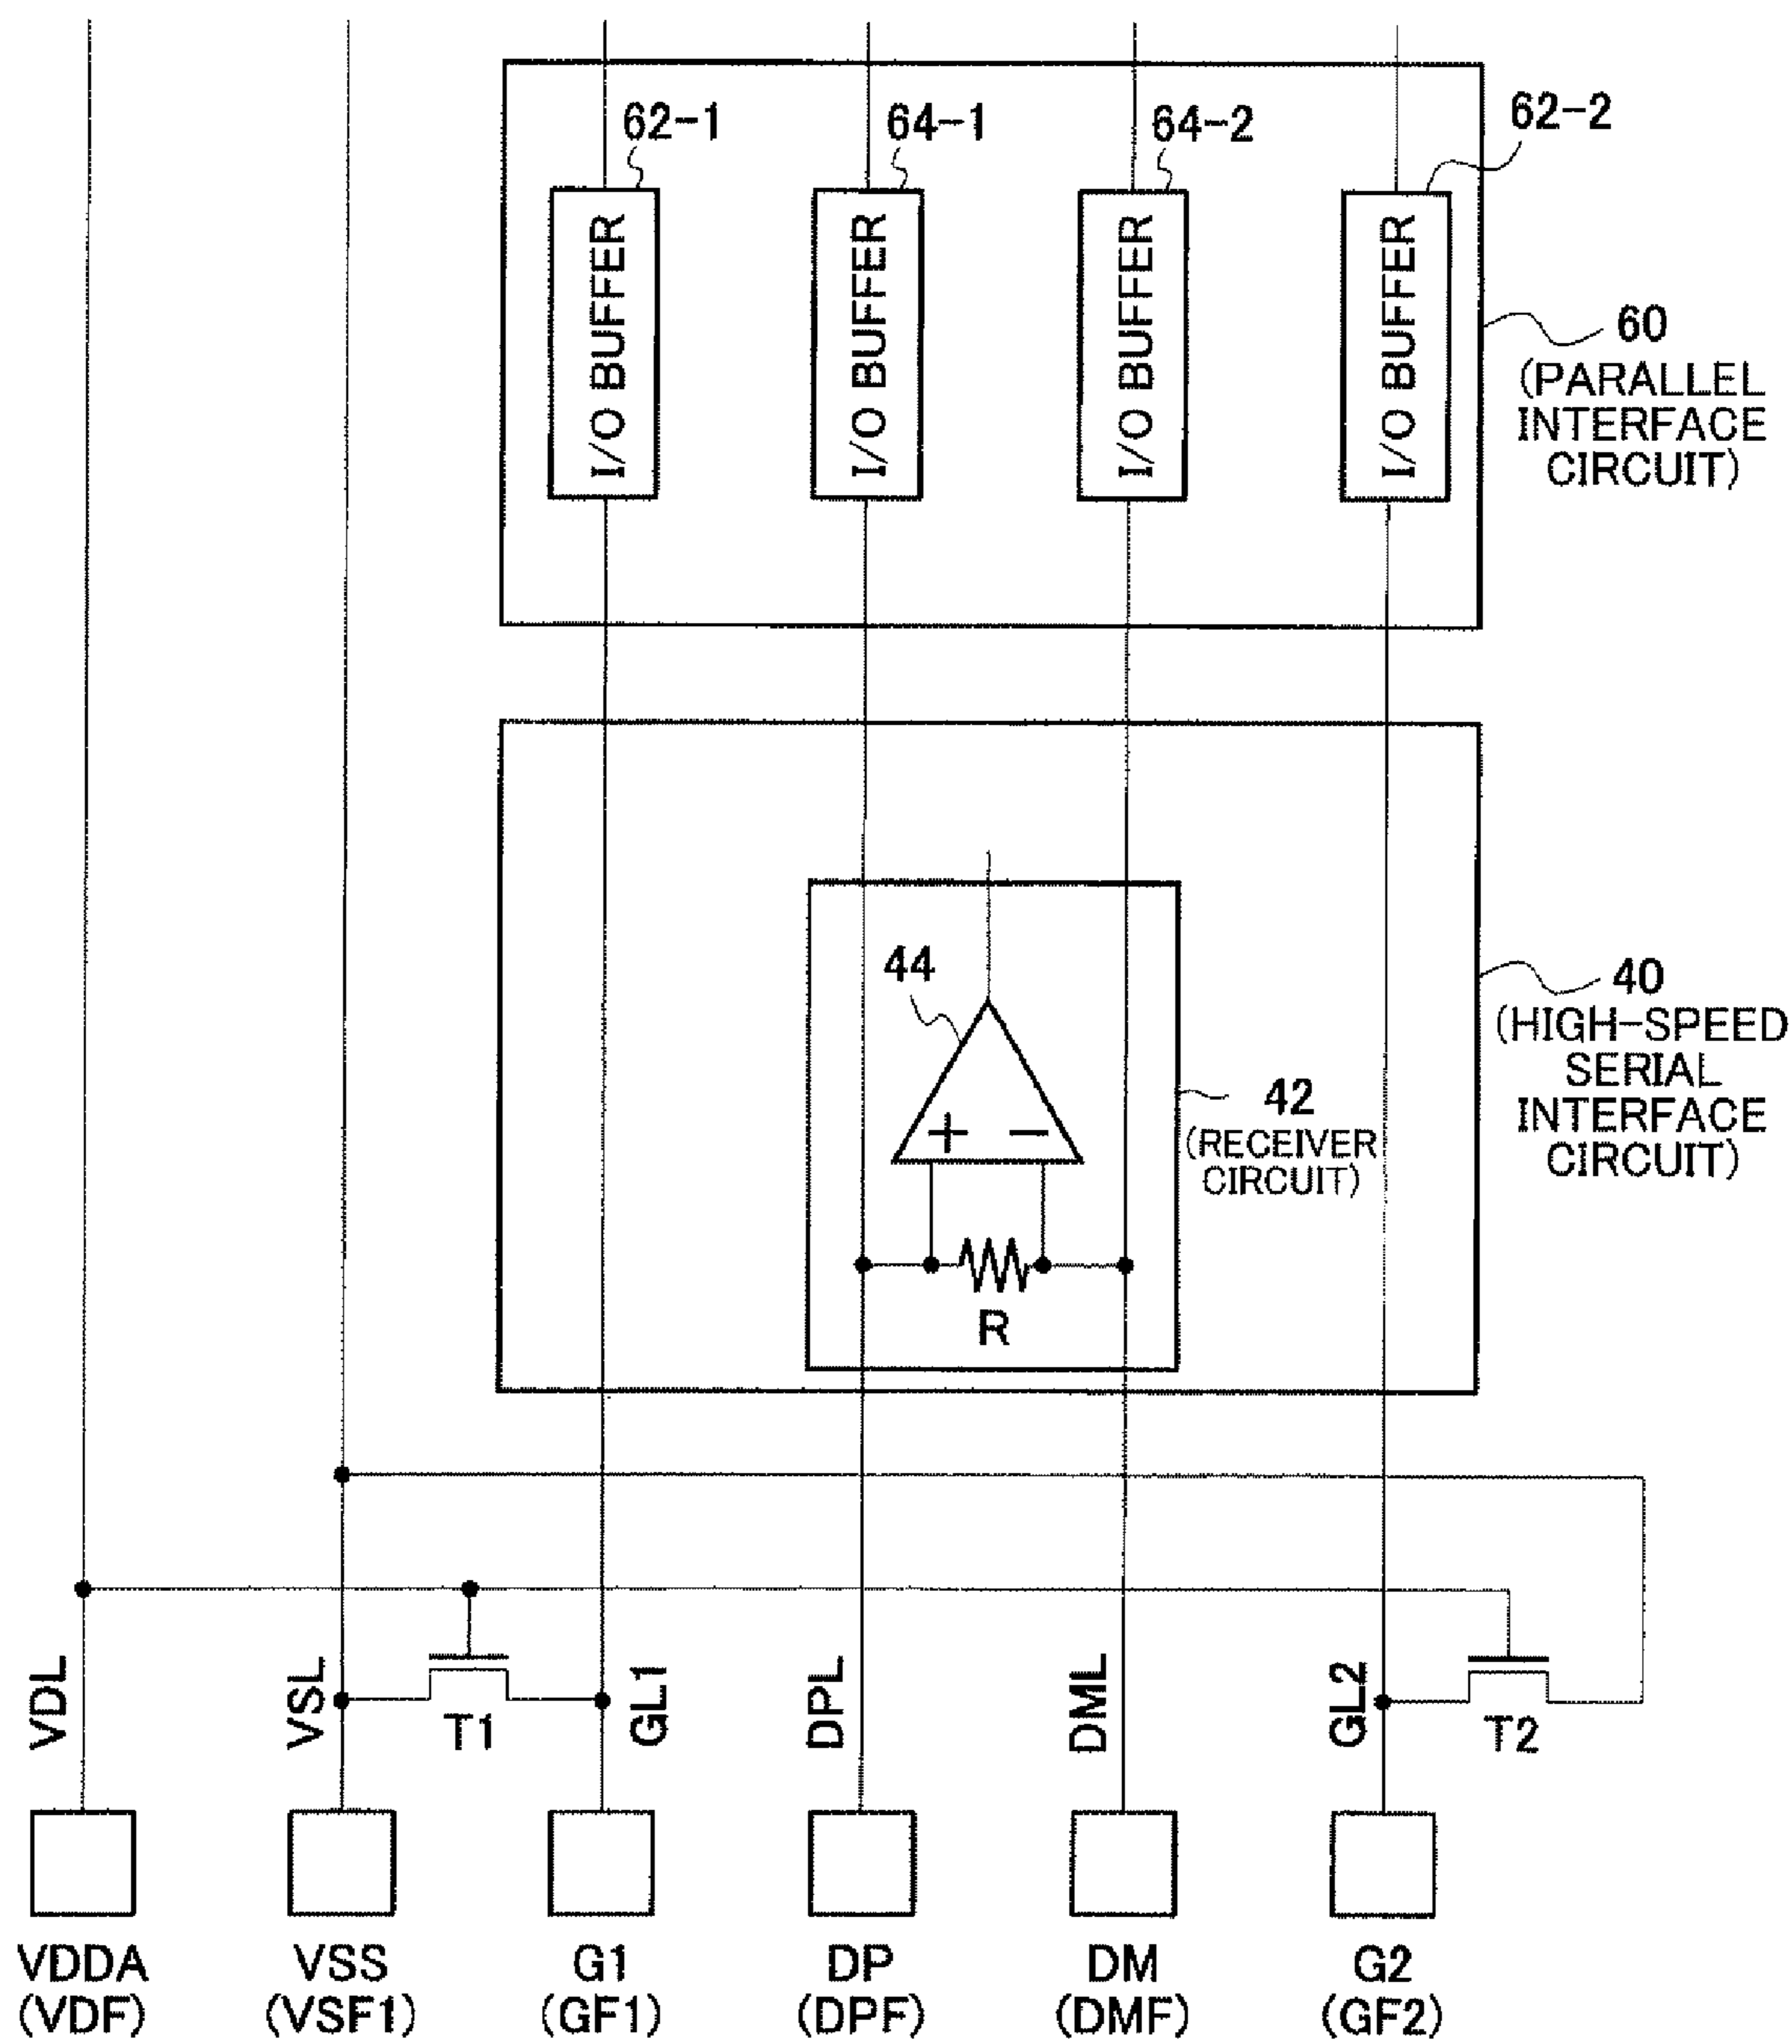 62-1
64-1
64-2
62-2
I/O BUFFER
I/O BUFFER
I/O BUFFER
I/O BUFFER
60
(PARALLEL
INTERFACE
CIRCUIT)
44
+ −
R
42
(RECEIVER
CIRCUIT)
40
(HIGH-SPEED
SERIAL
INTERFACE
CIRCUIT)
VDL
VSL
T1
GL1
DPL
DML
GL2
T2
VDDA
(VDF)
VSS
(VSF1)
G1
(GF1)
DP
(DPF)
DM
(DMF)
G2
(GF2)